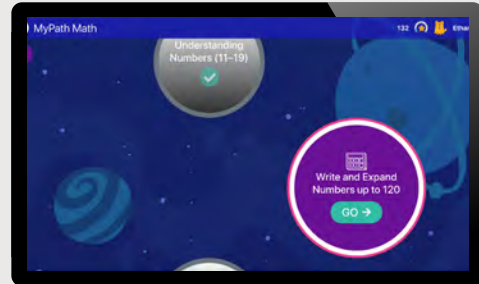 MyPath Math
132
Understanding
Numbers (11–19)
Write and Expand
Numbers up to 120
GO →